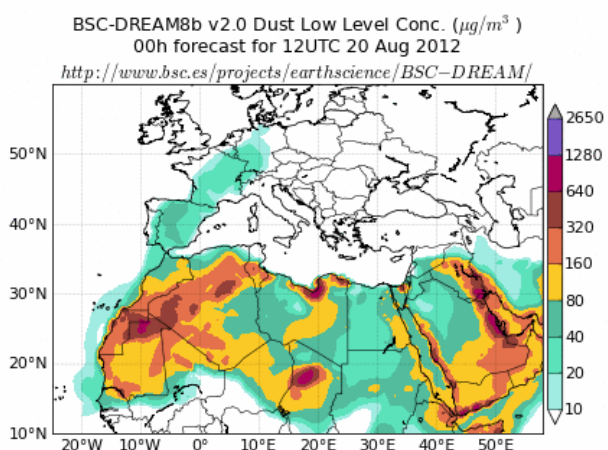 BSC-DREAM8b v2.0 Dust Low Level Conc. (μg/m³ )
00h forecast for 12UTC 20 Aug 2012
http://www.bsc.es/projects/earthscience/BSC−DREAM/
2650
1280
640
320
160
80
40
20
10
50°N
40°N
30°N
20°N
10°N
20°W 10°W 0° 10°E 20°E 30°E 40°E 50°E